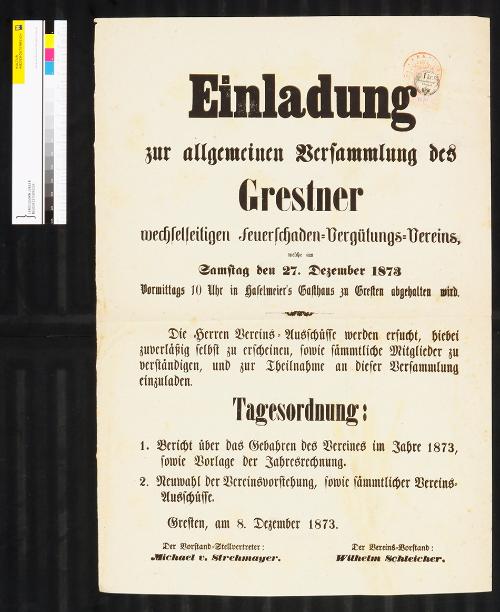 Einladung
zur allgemeinen Versammlung des
Grestner
wechselseitigen Feuerschaden-Vergütungs-Vereins,
welche am
Samstag den 27. Dezember 1873
Vormittags 10 Uhr in Haselmeier's Gasthaus zu Gresten abgehalten wird.
Die Herren Vereins-Ausschüsse werden ersucht, hiebei
zuverläßig selbst zu erscheinen, sowie sämmtliche Mitglieder zu
verständigen, und zur Theilnahme an dieser Versammlung
einzuladen.
Tagesordnung:
1. Bericht über das Gebahren des Vereines im Jahre 1873,
sowie Vorlage der Jahresrechnung.
2. Neuwahl der Vereinsvorstehung, sowie sämmtlicher Vereins-
Ausschüsse.
Gresten, am 8. Dezember 1873.
Der Vorstand-Stellvertreter:
Michael v. Strehmayer.
Der Vereins-Vorstand:
Wilhelm Schleicher.